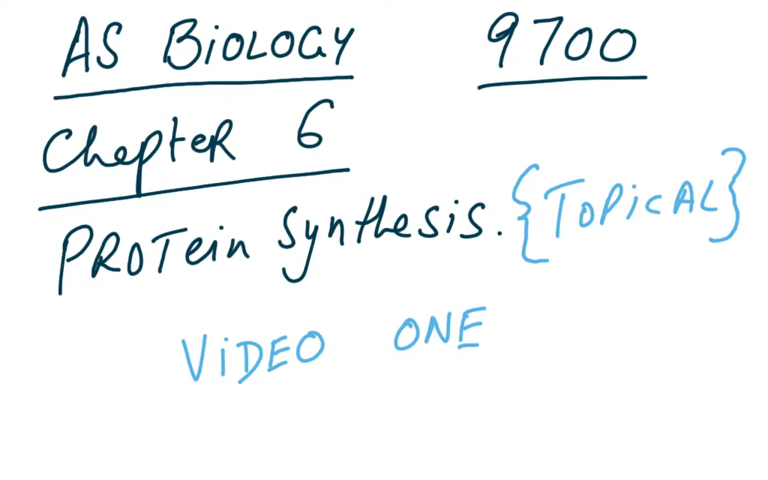 AS BiOLOGY 9700
Chepter 6
PROTein Synthesis. {TOPiCAL}
ViDEO ONE